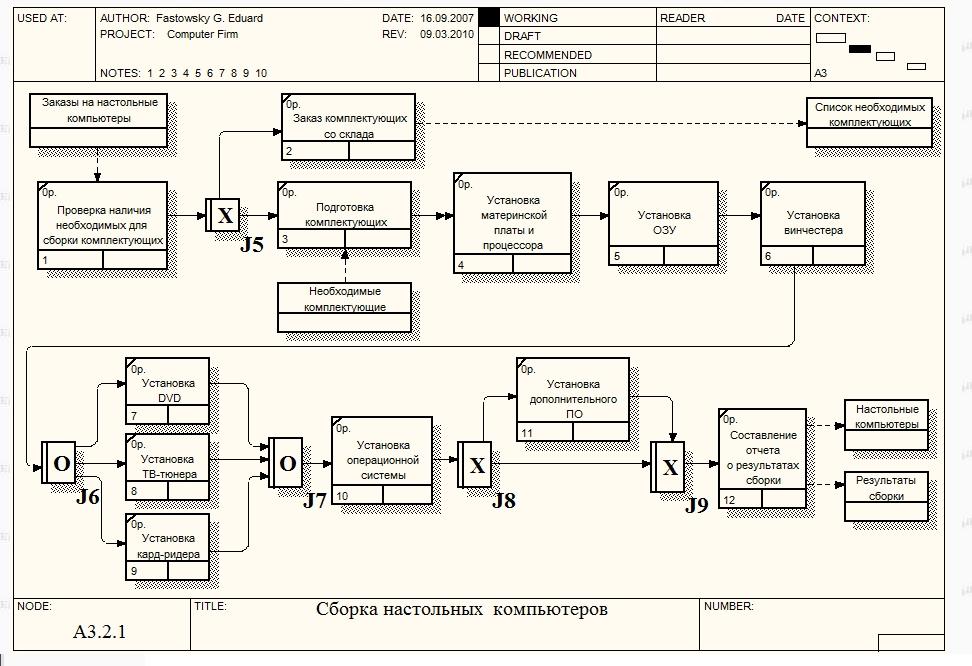 USED AT:
AUTHOR: Fastowsky G. Eduard
DATE: 16.09.2007
PROJECT: Computer Firm
REV: 09.03.2010
NOTES: 1 2 3 4 5 6 7 8 9 10
WORKING
DRAFT
RECOMMENDED
PUBLICATION
READER
DATE
CONTEXT:
A3
Заказы на настольные
компьютеры
0р.
Заказ комплектующих
со склада
2
Список необходимых
комплектующих
0р.
Проверка наличия
необходимых для
сборки комплектующих
1
X
J5
0р.
Подготовка
комплектующих
3
0р.
Установка
материнской
платы и
процессора
4
0р.
Установка
ОЗУ
5
0р.
Установка
винчестера
6
Необходимые
комплектующие
0р.
Установка
DVD
7
O
J6
0р.
Установка
ТВ-тюнера
8
0р.
Установка
кард-ридера
9
O
J7
0р.
Установка
операционной
системы
10
X
J8
0р.
Установка
дополнительного
ПО
11
X
J9
0р.
Составление
отчета
о результатах
сборки
12
Настольные
компьютеры
Результаты
сборки
NODE:
A3.2.1
TITLE:
Сборка настольных компьютеров
NUMBER: